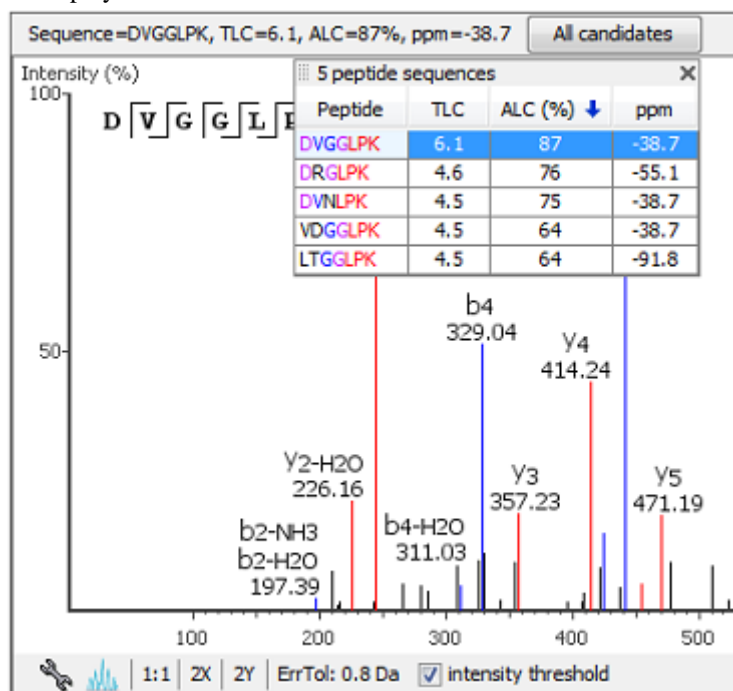 Sequence=DVGGLPK, TLC=6.1, ALC=87%, ppm=-38.7 All candidates
Intensity (%)
5 peptide sequences
Peptide TLC ALC (%) ppm
DVGGLPK 6.1 87 -38.7
DRGLPK 4.6 76 -55.1
DVNLPK 4.5 75 -38.7
VDGGLPK 4.5 64 -38.7
LTGGLPK 4.5 64 -91.8
100
D V G G L
b4
329.04
y4
414.24
50
y2-H2O
226.16
y3
357.23
y5
471.19
b2-NH3
b2-H2O
197.39
b4-H2O
311.03
100 200 300 400 500
1:1 2X 2Y ErrTol: 0.8 Da intensity threshold